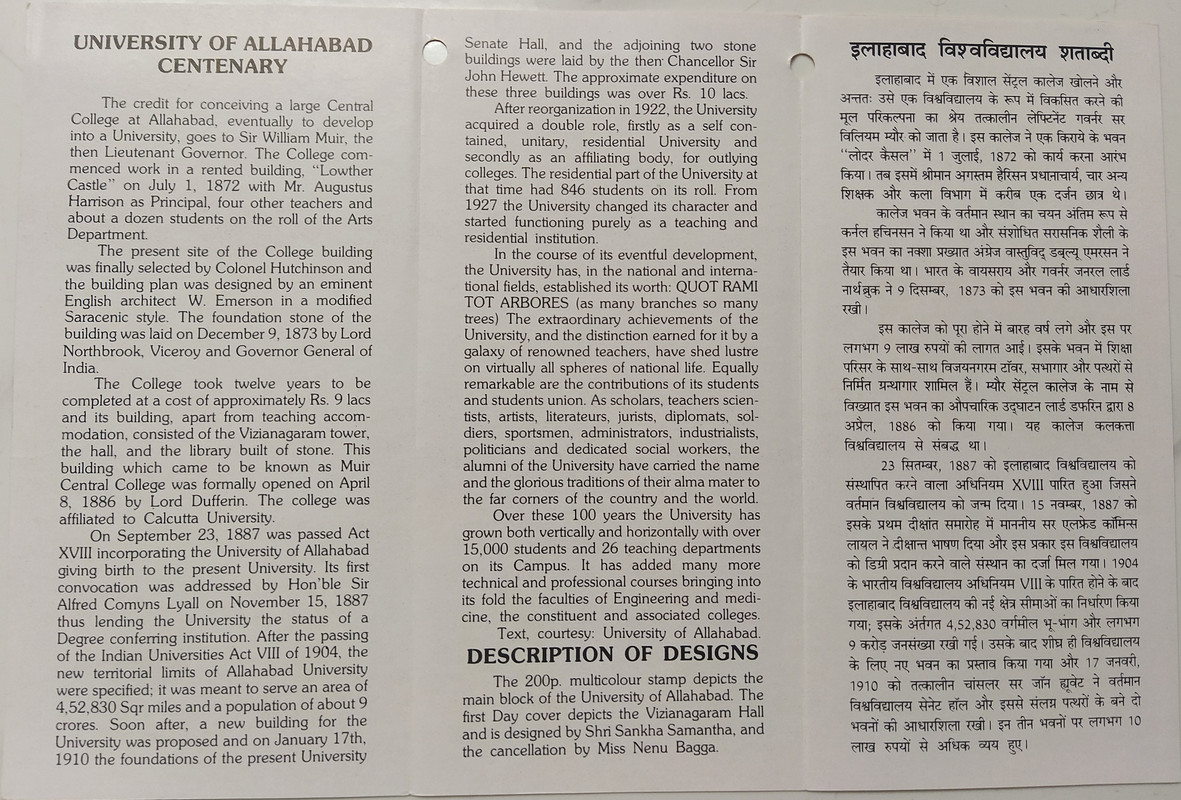 UNIVERSITY OF ALLAHABAD
CENTENARY
The credit for conceiving a large Central
College at Allahabad, eventually to develop
into a University, goes to Sir William Muir, the
then Lieutenant Governor. The College com-
menced work in a rented building, “Lowther
Castle” on July 1, 1872 with Mr. Augustus
Harrison as Principal, four other teachers and
about a dozen students on the roll of the Arts
Department.
The present site of the College building
was finally selected by Colonel Hutchinson and
the building plan was designed by an eminent
English architect W. Emerson in a modified
Saracenic style. The foundation stone of the
building was laid on December 9, 1873 by Lord
Northbrook, Viceroy and Governor General of
India.
The College took twelve years to be
completed at a cost of approximately Rs. 9 lacs
and its building, apart from teaching accom-
modation, consisted of the Vizianagaram tower,
the hall, and the library built of stone. This
building which came to be known as Muir
Central College was formally opened on April
8, 1886 by Lord Dufferin. The college was
affiliated to Calcutta University.
On September 23, 1887 was passed Act
XVIII incorporating the University of Allahabad
giving birth to the present University. Its first
convocation was addressed by Hon’ble Sir
Alfred Comyns Lyall on November 15, 1887
thus lending the University the status of a
Degree conferring institution. After the passing
of the Indian Universities Act VIII of 1904, the
new territorial limits of Allahabad University
were specified; it was meant to serve an area of
4,52,830 Sqr miles and a population of about 9
crores. Soon after, a new building for the
University was proposed and on January 17th,
1910 the foundations of the present University
Senate Hall, and the adjoining two stone
buildings were laid by the then Chancellor Sir
John Hewett. The approximate expenditure on
these three buildings was over Rs. 10 lacs.
After reorganization in 1922, the University
acquired a double role, firstly as a self con-
tained, unitary, residential University and
secondly as an affiliating body, for outlying
colleges. The residential part of the University at
that time had 846 students on its roll. From
1927 the University changed its character and
started functioning purely as a teaching and
residential institution.
In the course of its eventful development,
the University has, in the national and interna-
tional fields, established its worth: QUOT RAMI
TOT ARBORES (as many branches so many
trees) The extraordinary achievements of the
University, and the distinction earned for it by a
galaxy of renowned teachers, have shed lustre
on virtually all spheres of national life. Equally
remarkable are the contributions of its students
and students union. As scholars, teachers scien-
tists, artists, literateurs, jurists, diplomats, sol-
diers, sportsmen, administrators, industrialists,
politicians and dedicated social workers, the
alumni of the University have carried the name
and the glorious traditions of their alma mater to
the far corners of the country and the world.
Over these 100 years the University has
grown both vertically and horizontally with over
15,000 students and 26 teaching departments
on its Campus. It has added many more
technical and professional courses bringing into
its fold the faculties of Engineering and medi-
cine, the constituent and associated colleges.
Text, courtesy: University of Allahabad.
DESCRIPTION OF DESIGNS
The 200p. multicolour stamp depicts the
main block of the University of Allahabad. The
first Day cover depicts the Vizianagaram Hall
and is designed by Shri Sankha Samantha, and
the cancellation by Miss Nenu Bagga.
इलाहाबाद विश्वविद्यालय शताब्दी
इलाहाबाद में एक विशाल सेंट्रल कालेज खोलने और
अन्ततः उसे एक विश्वविद्यालय के रूप में विकसित करने की
मूल परिकल्पना का श्रेय तत्कालीन लेफ्टिनेंट गवर्नर सर
विलियम म्यौर को जाता है। इस कालेज ने एक किराये के भवन
“लोदर कैसल” में 1 जुलाई, 1872 को कार्य करना आरंभ
किया। तब इसमें श्रीमान अगस्तम हैरिसन प्रधानाचार्य, चार अन्य
शिक्षक और कला विभाग में करीब एक दर्जन छात्र थे।
कालेज भवन के वर्तमान स्थान का चयन अंतिम रूप से
कर्नल हचिनसन ने किया था और संशोधित सरासनिक शैली के
इस भवन का नक्शा प्रख्यात अंग्रेज वास्तुविद् डबल्यू एमरसन ने
तैयार किया था। भारत के वायसराय और गवर्नर जनरल लार्ड
नार्थब्रुक ने 9 दिसम्बर, 1873 को इस भवन की आधारशिला
रखी।
इस कालेज को पूरा होने में बारह वर्ष लगे और इस पर
लगभग 9 लाख रुपयों की लागत आई। इसके भवन में शिक्षा
परिसर के साथ-साथ विजयनगरम टॉवर, सभागार और पत्थरों से
निर्मित ग्रन्थागार शामिल हैं। म्यौर सेंट्रल कालेज के नाम से
विख्यात इस भवन का औपचारिक उद्घाटन लार्ड डफरिन द्वारा 8
अप्रैल, 1886 को किया गया। यह कालेज कलकत्ता
विश्वविद्यालय से संबद्ध था।
23 सितम्बर, 1887 को इलाहाबाद विश्वविद्यालय को
संस्थापित करने वाला अधिनियम XVIII पारित हुआ जिसने
वर्तमान विश्वविद्यालय को जन्म दिया। 15 नवम्बर, 1887 को
इसके प्रथम दीक्षांत समारोह में माननीय सर एलफ्रेड कॉमिन्स
लायल ने दीक्षान्त भाषण दिया और इस प्रकार इस विश्वविद्यालय
को डिग्री प्रदान करने वाले संस्थान का दर्जा मिल गया। 1904
के भारतीय विश्वविद्यालय अधिनियम VIII के पारित होने के बाद
इलाहाबाद विश्वविद्यालय की नई क्षेत्र सीमाओं का निर्धारण किया
गया; इसके अंर्तगत 4,52,830 वर्गमील भू-भाग और लगभग
9 करोड़ जनसंख्या रखी गई। उसके बाद शीघ्र ही विश्वविद्यालय
के लिए नए भवन का प्रस्ताव किया गया और 17 जनवरी,
1910 को तत्कालीन चांसलर सर जॉन ह्यूवेट ने वर्तमान
विश्वविद्यालय सेनेट हॉल और इससे संलग्न पत्थरों के बने दो
भवनों की आधारशिला रखी। इन तीन भवनों पर लगभग 10
लाख रुपयों से अधिक व्यय हुए।